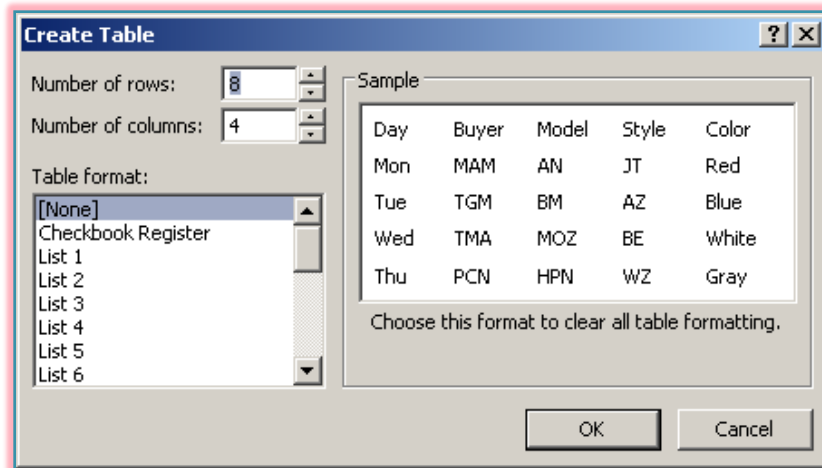 Create Table
Number of rows: 8
Number of columns: 4
Table format:
[None]
Checkbook Register
List 1
List 2
List 3
List 4
List 5
List 6
Sample
Day Buyer Model Style Color
Mon MAM AN JT Red
Tue TGM BM AZ Blue
Wed TMA MOZ BE White
Thu PCN HPN WZ Gray
Choose this format to clear all table formatting.
OK Cancel